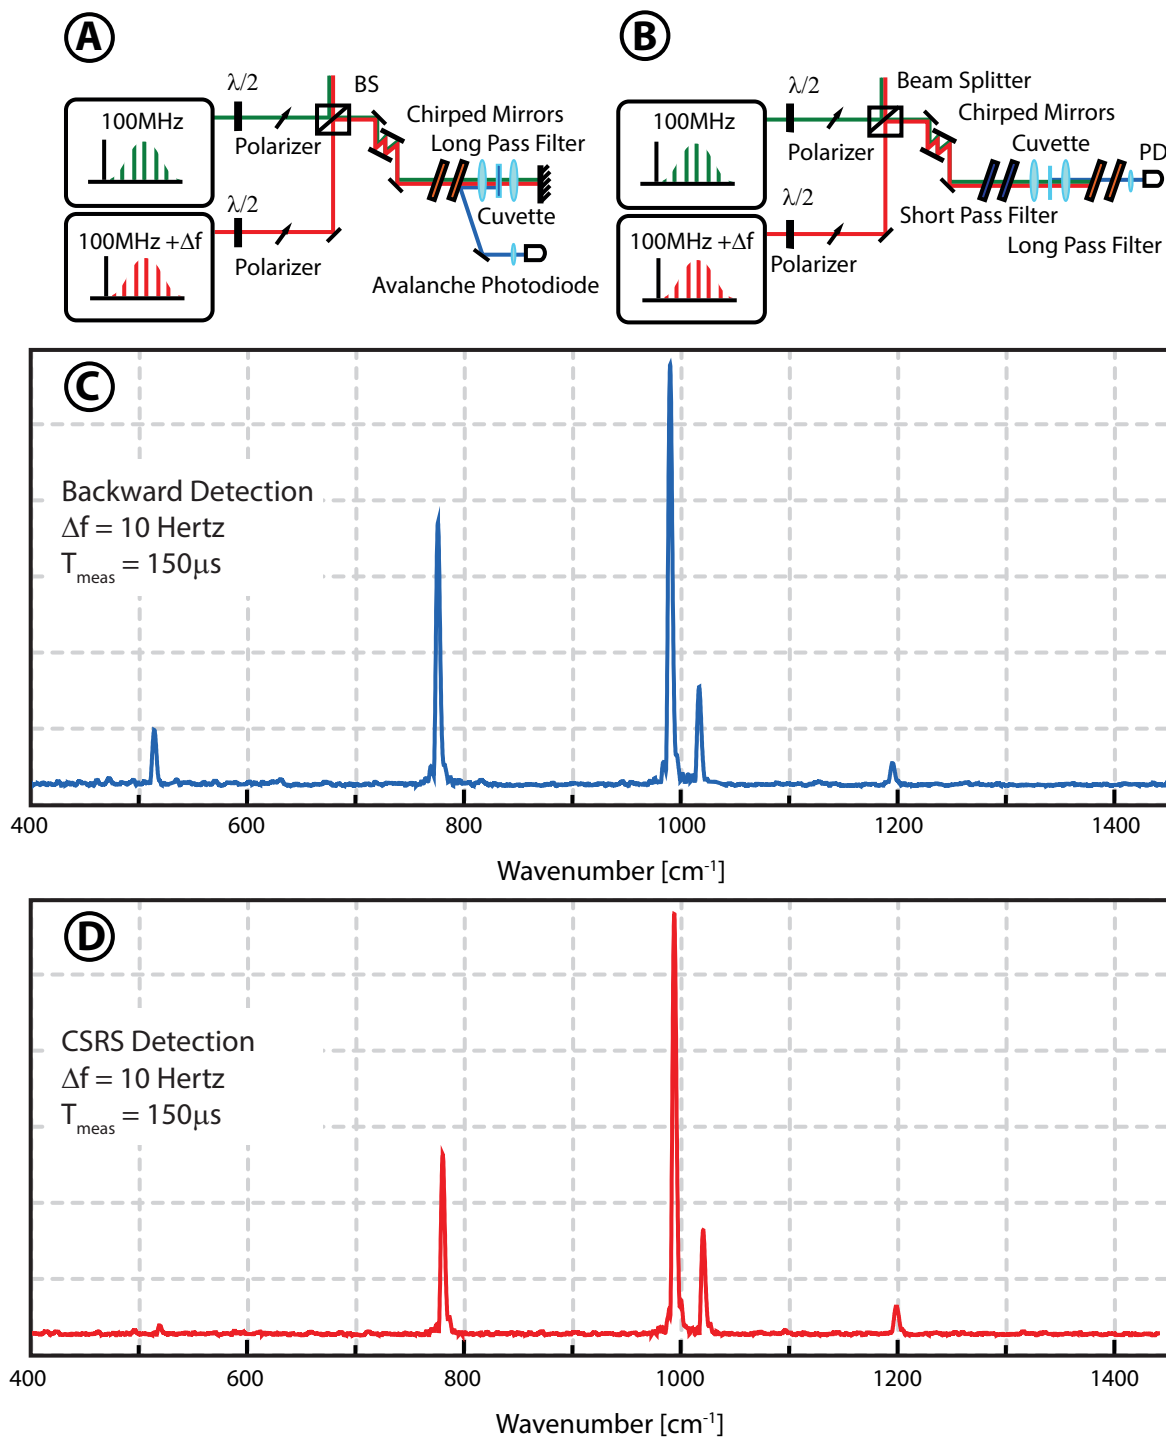 A
λ/2
BS
100MHz
Polarizer
Chirped Mirrors
Long Pass Filter
λ/2
100MHz +Δf
Polarizer
Cuvette
Avalanche Photodiode
B
λ/2
Beam Splitter
100MHz
Polarizer
Chirped Mirrors
Cuvette
PD
λ/2
100MHz +Δf
Polarizer
Short Pass Filter
Long Pass Filter
C
Backward Detection
Δf = 10 Hertz
Tmeas = 150μs
400 600 800 1000 1200 1400
Wavenumber [cm-1]
D
CSRS Detection
Δf = 10 Hertz
Tmeas = 150μs
400 600 800 1000 1200 1400
Wavenumber [cm-1]